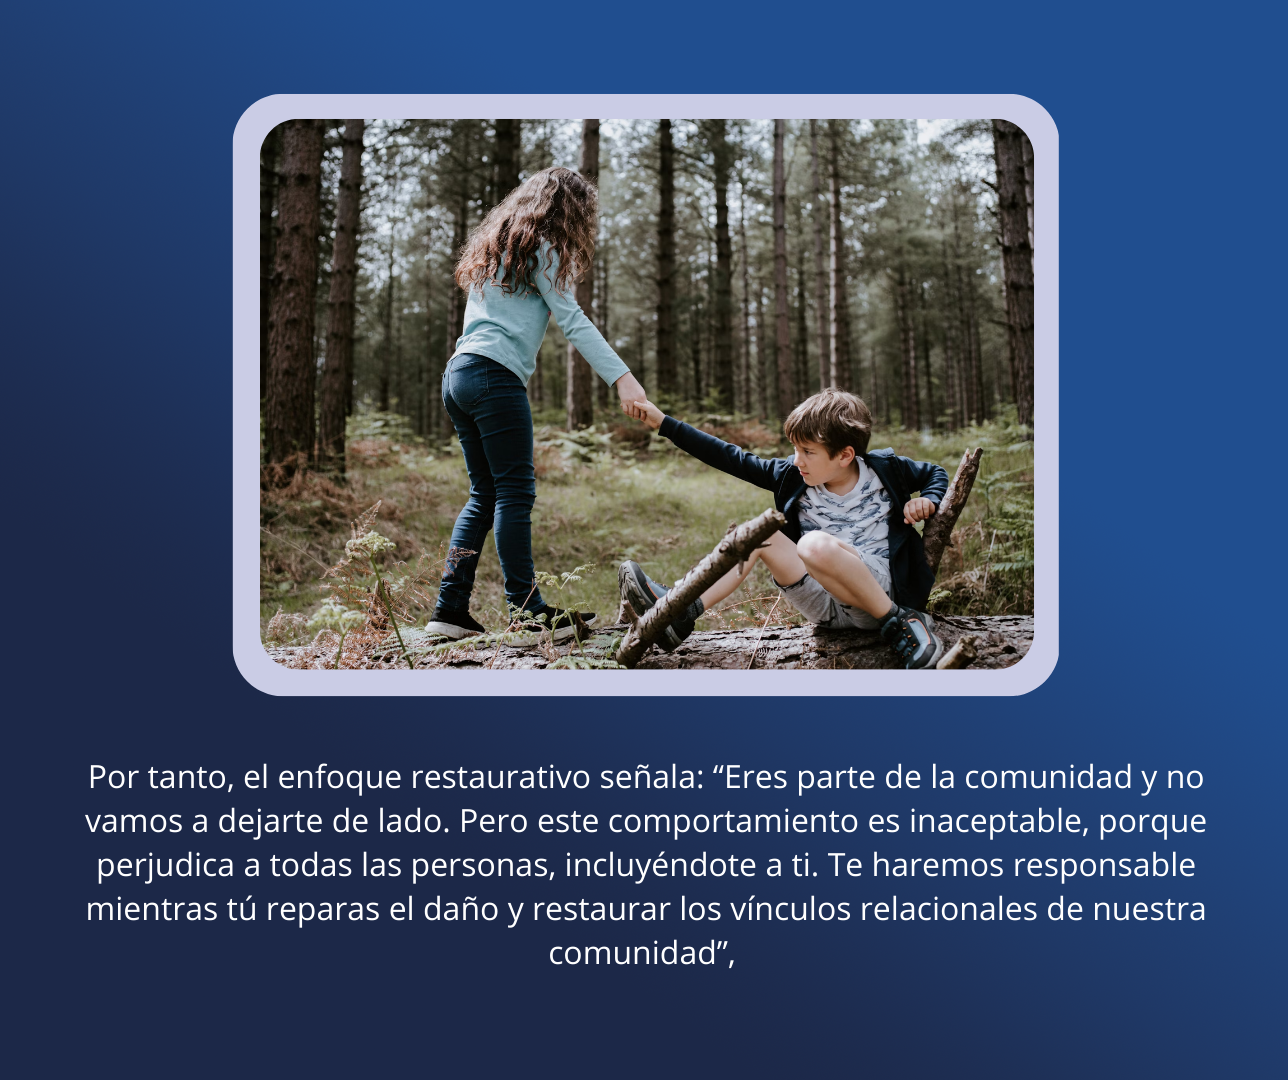 Por tanto, el enfoque restaurativo señala: “Eres parte de la comunidad y no
vamos a dejarte de lado. Pero este comportamiento es inaceptable, porque
perjudica a todas las personas, incluyéndote a ti. Te haremos responsable
mientras tú reparas el daño y restaurar los vínculos relacionales de nuestra
comunidad”,